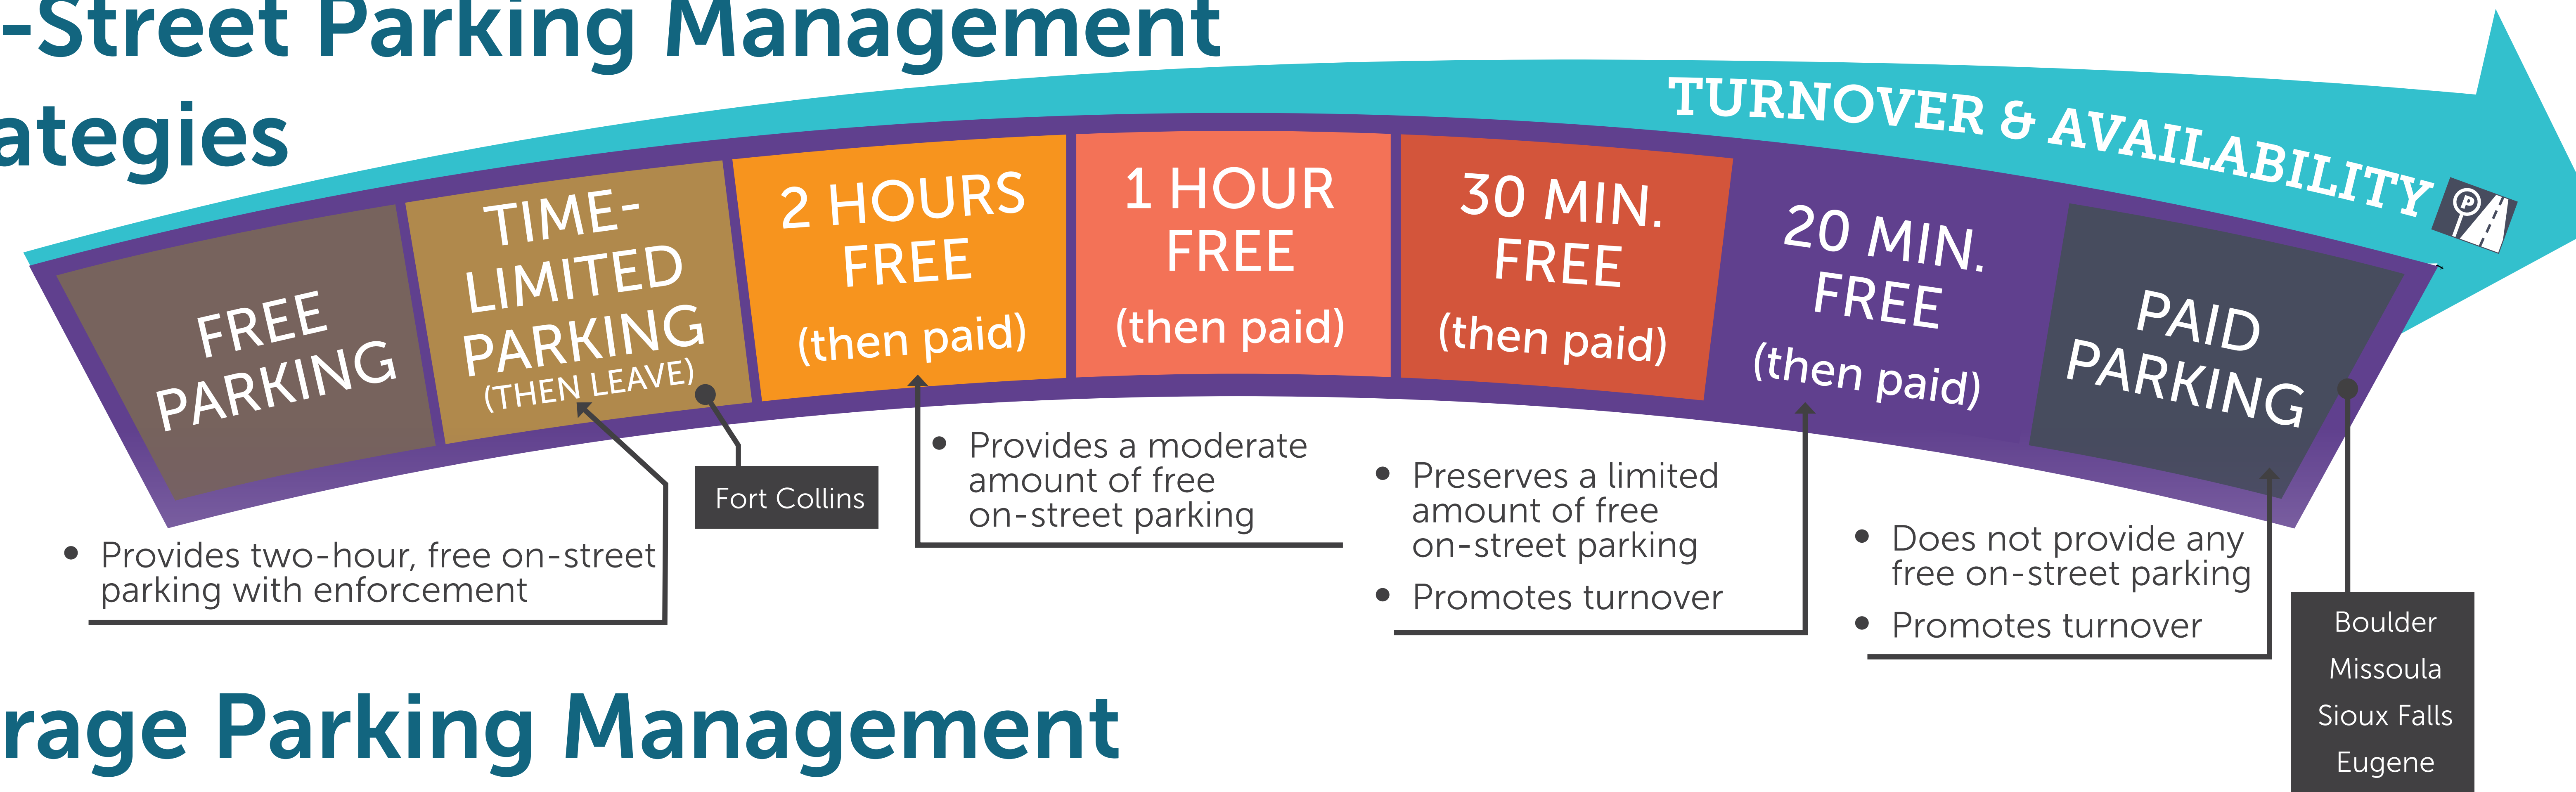 -Street Parking Management
ategies
TURNOVER & AVAILABILITY
P
FREE
PARKING
TIME-
LIMITED
PARKING
(THEN LEAVE)
2 HOURS
FREE
(then paid)
1 HOUR
FREE
(then paid)
30 MIN.
FREE
(then paid)
20 MIN.
FREE
(then paid)
PAID
PARKING
• Provides two-hour, free on-street
parking with enforcement
Fort Collins
• Provides a moderate
amount of free
on-street parking
• Preserves a limited
amount of free
on-street parking
• Promotes turnover
• Does not provide any
free on-street parking
• Promotes turnover
Boulder
Missoula
Sioux Falls
Eugene
rage Parking Management